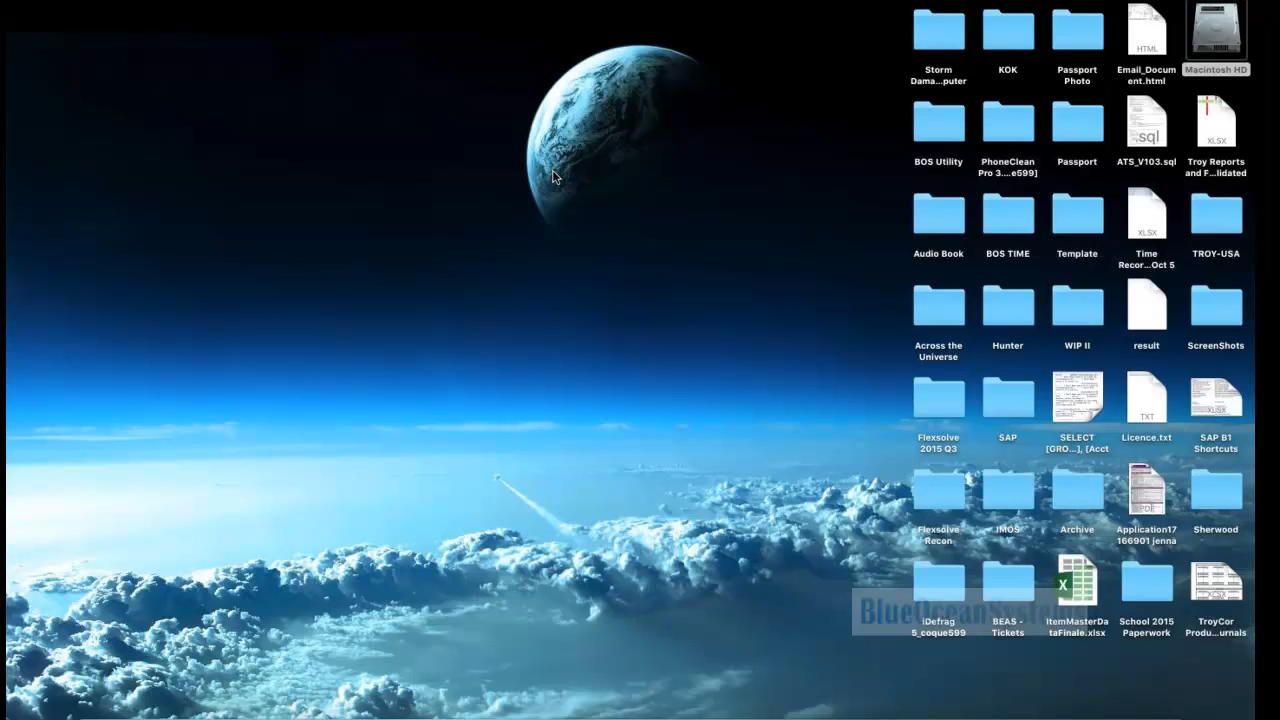 HTML
Storm
Dama...puter
KOK
Passport
Photo
Email_Docum
ent.html
Macintosh HD
sql
XLSX
BOS Utility
PhoneClean
Pro 3....e599]
Passport
ATS_V103.sql
Troy Reports
and F...lidated
XLSX
Audio Book
BOS TIME
Template
Time
Recor...Oct 5
TROY-USA
Across the
Universe
Hunter
WIP II
result
ScreenShots
TXT
XLSX
Flexsolve
2015 Q3
SAP
SELECT
[GRO...], [Acct
Licence.txt
SAP B1
Shortcuts
PDF
Flexsolve
Recon
IMOS
Archive
Application17
166901 jenna
Sherwood
X
XLSX
BlueOceanSystems
iDefrag
5_coque599
BEAS -
Tickets
ItemMasterDa
taFinale.xlsx
School 2015
Paperwork
TroyCor
Produ...urnals